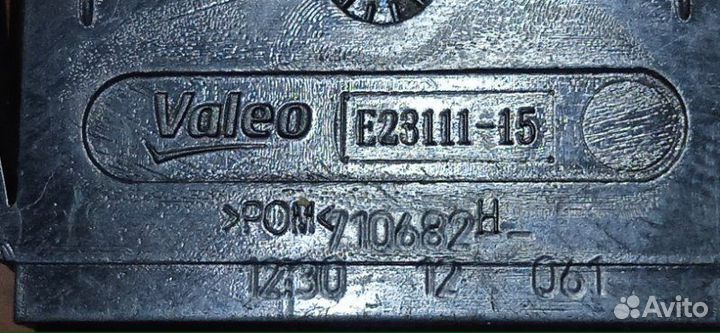 Valeo E23111-15
>POM<710682H-
12:30 12 061
Avito